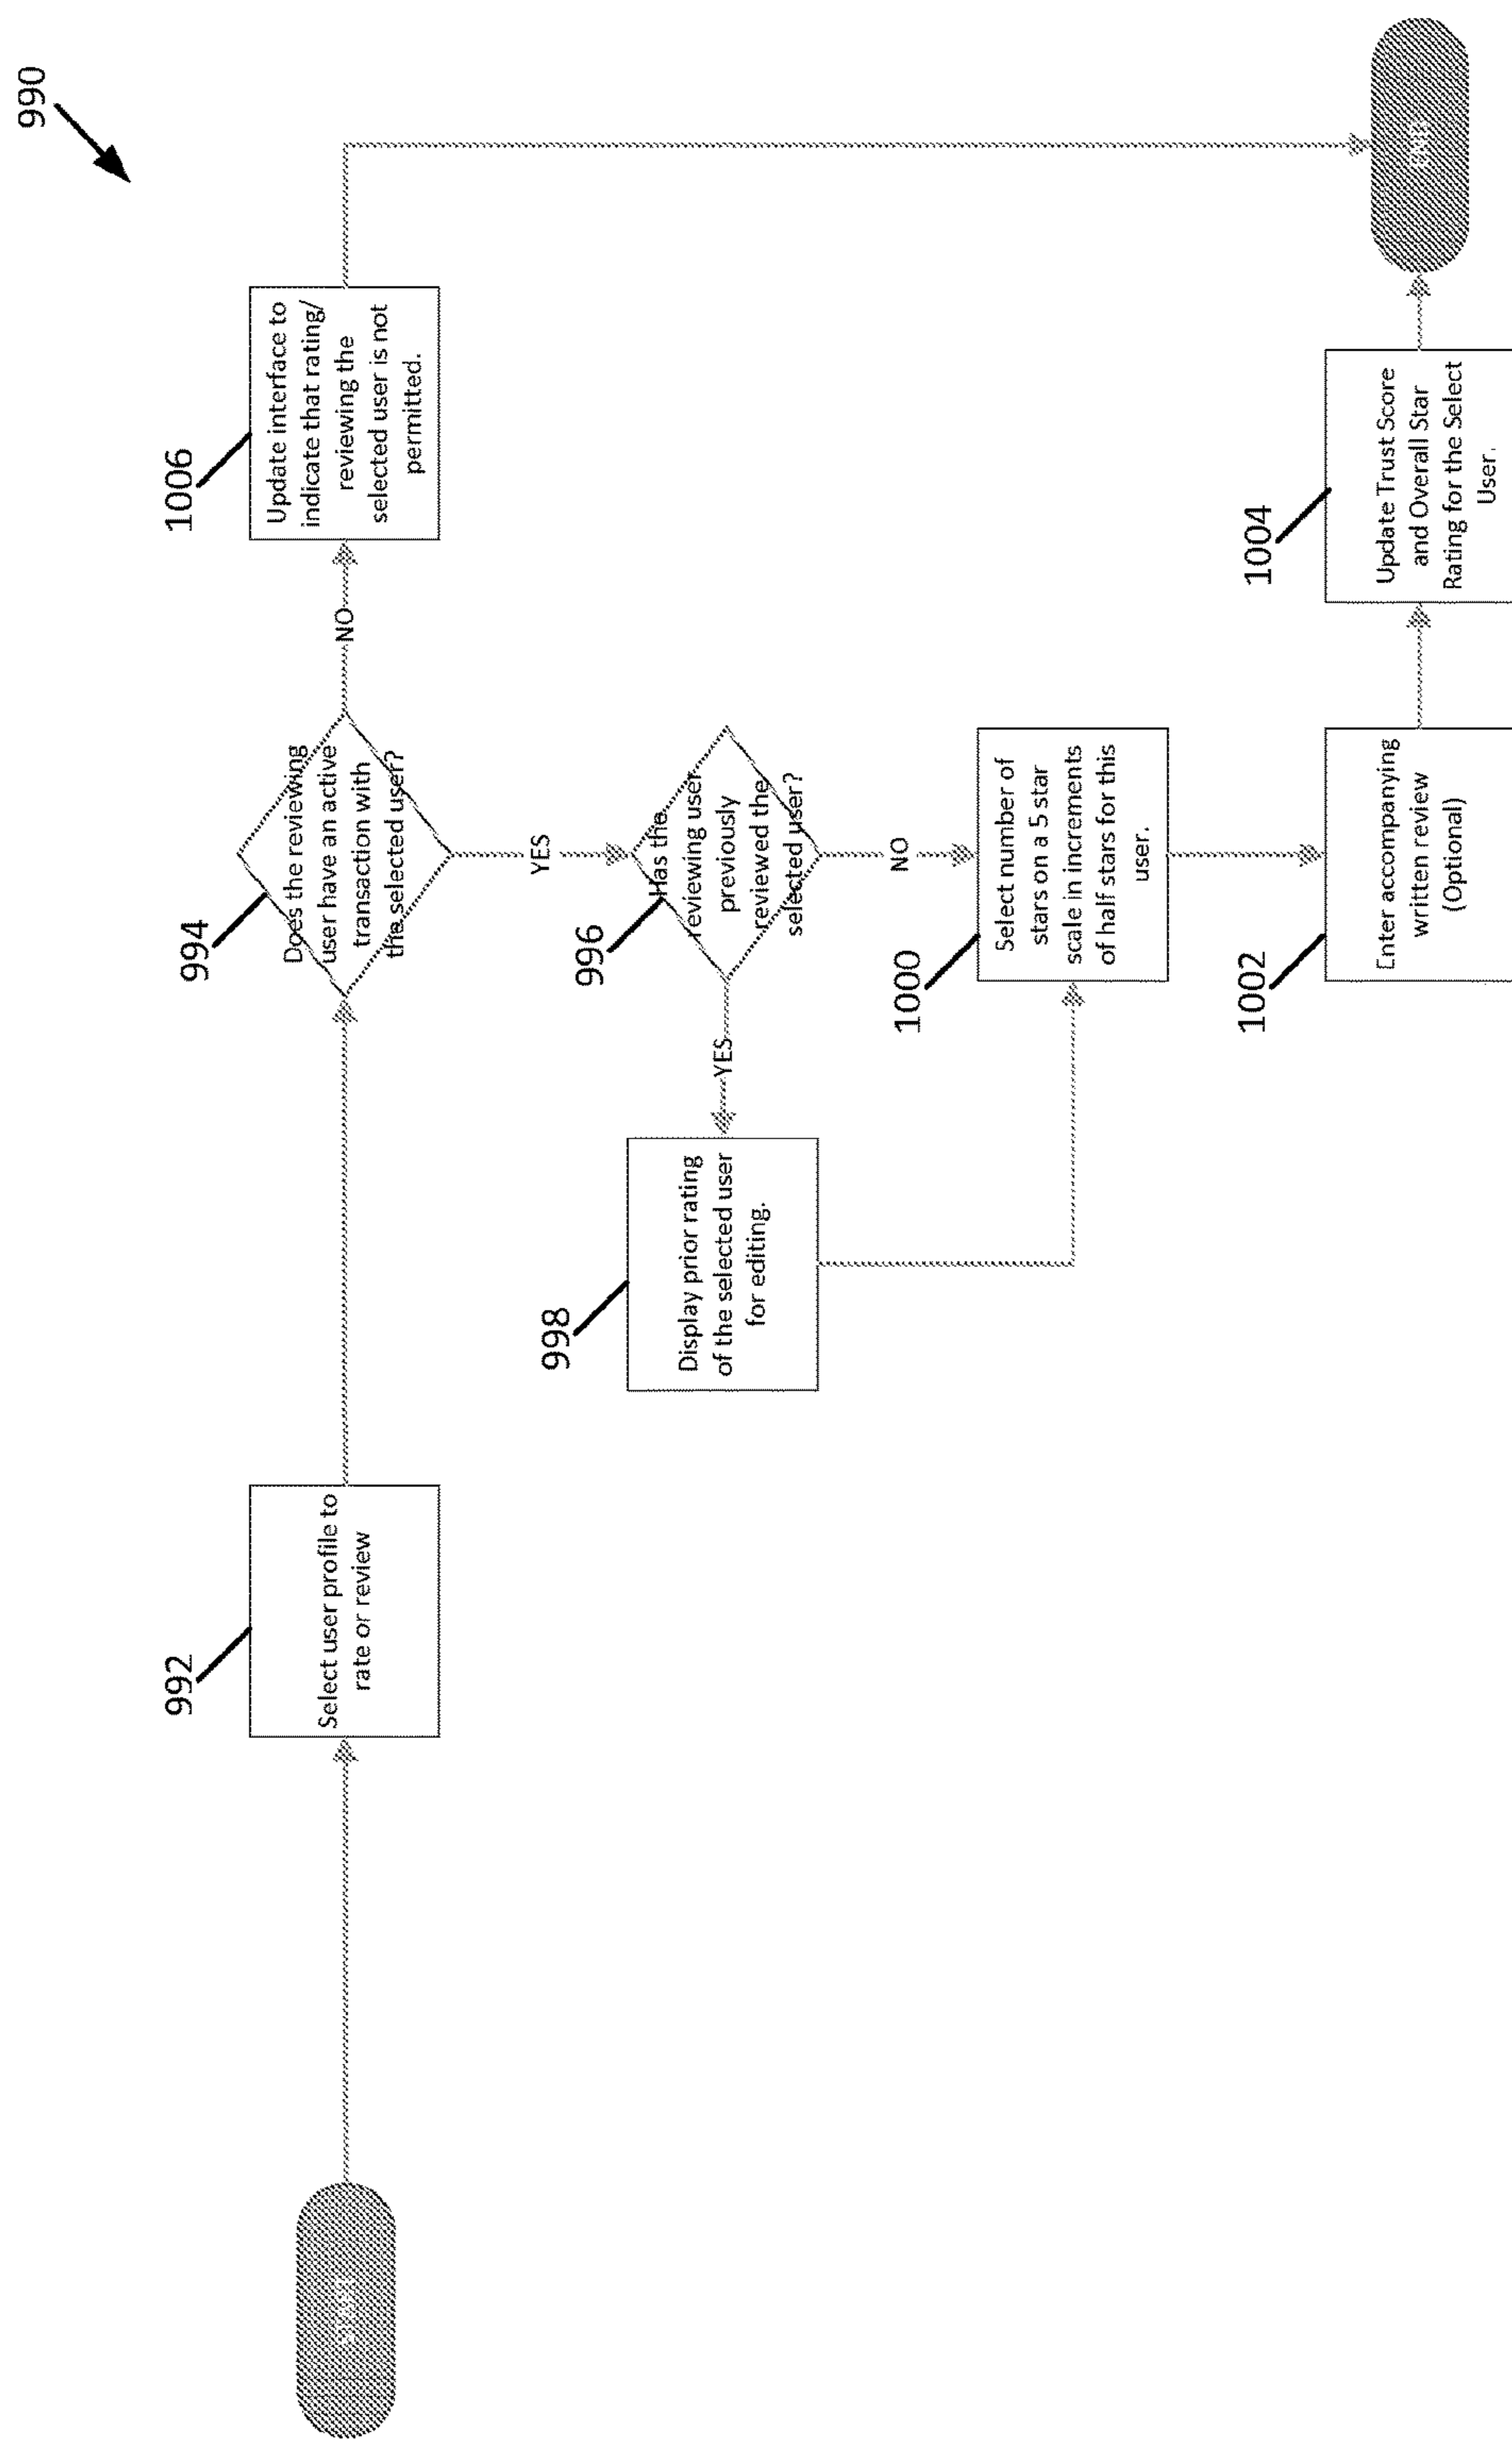 990
992
Select user profile to
rate or review
994
Does the reviewing
user have an active
transaction with
the selected user?
NO
1006
Update interface to
indicate that rating/
reviewing the
selected user is not
permitted.
YES
996
Has the
reviewing user
previously
reviewed the
selected user?
YES
998
Display prior rating
of the selected user
for editing.
NO
1000
Select number of
stars on a 5 star
scale in increments
of half stars for this
user.
1002
Enter accompanying
written review
(Optional)
1004
Update Trust Score
and Overall Star
Rating for the Select
User.
END